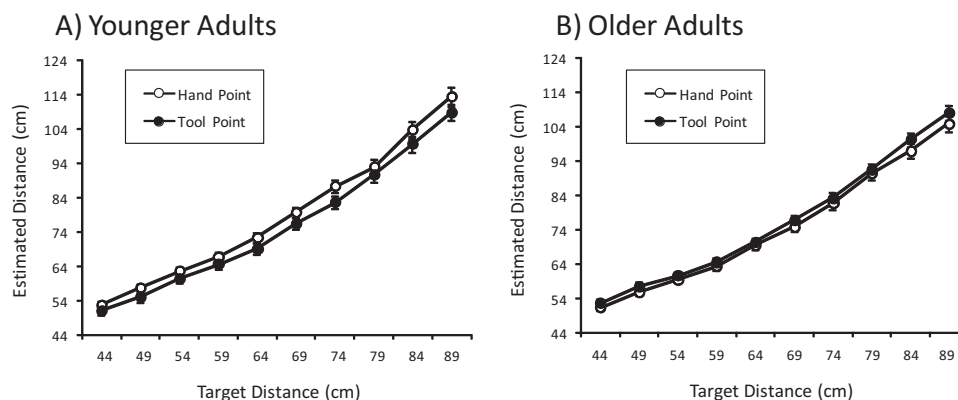 A) Younger Adults
124
114
104
94
84
74
64
54
44
Estimated Distance (cm)
Hand Point
Tool Point
44 49 54 59 64 69 74 79 84 89
Target Distance (cm)
B) Older Adults
124
114
104
94
84
74
64
54
44
Estimated Distance (cm)
Hand Point
Tool Point
44 49 54 59 64 69 74 79 84 89
Target Distance (cm)